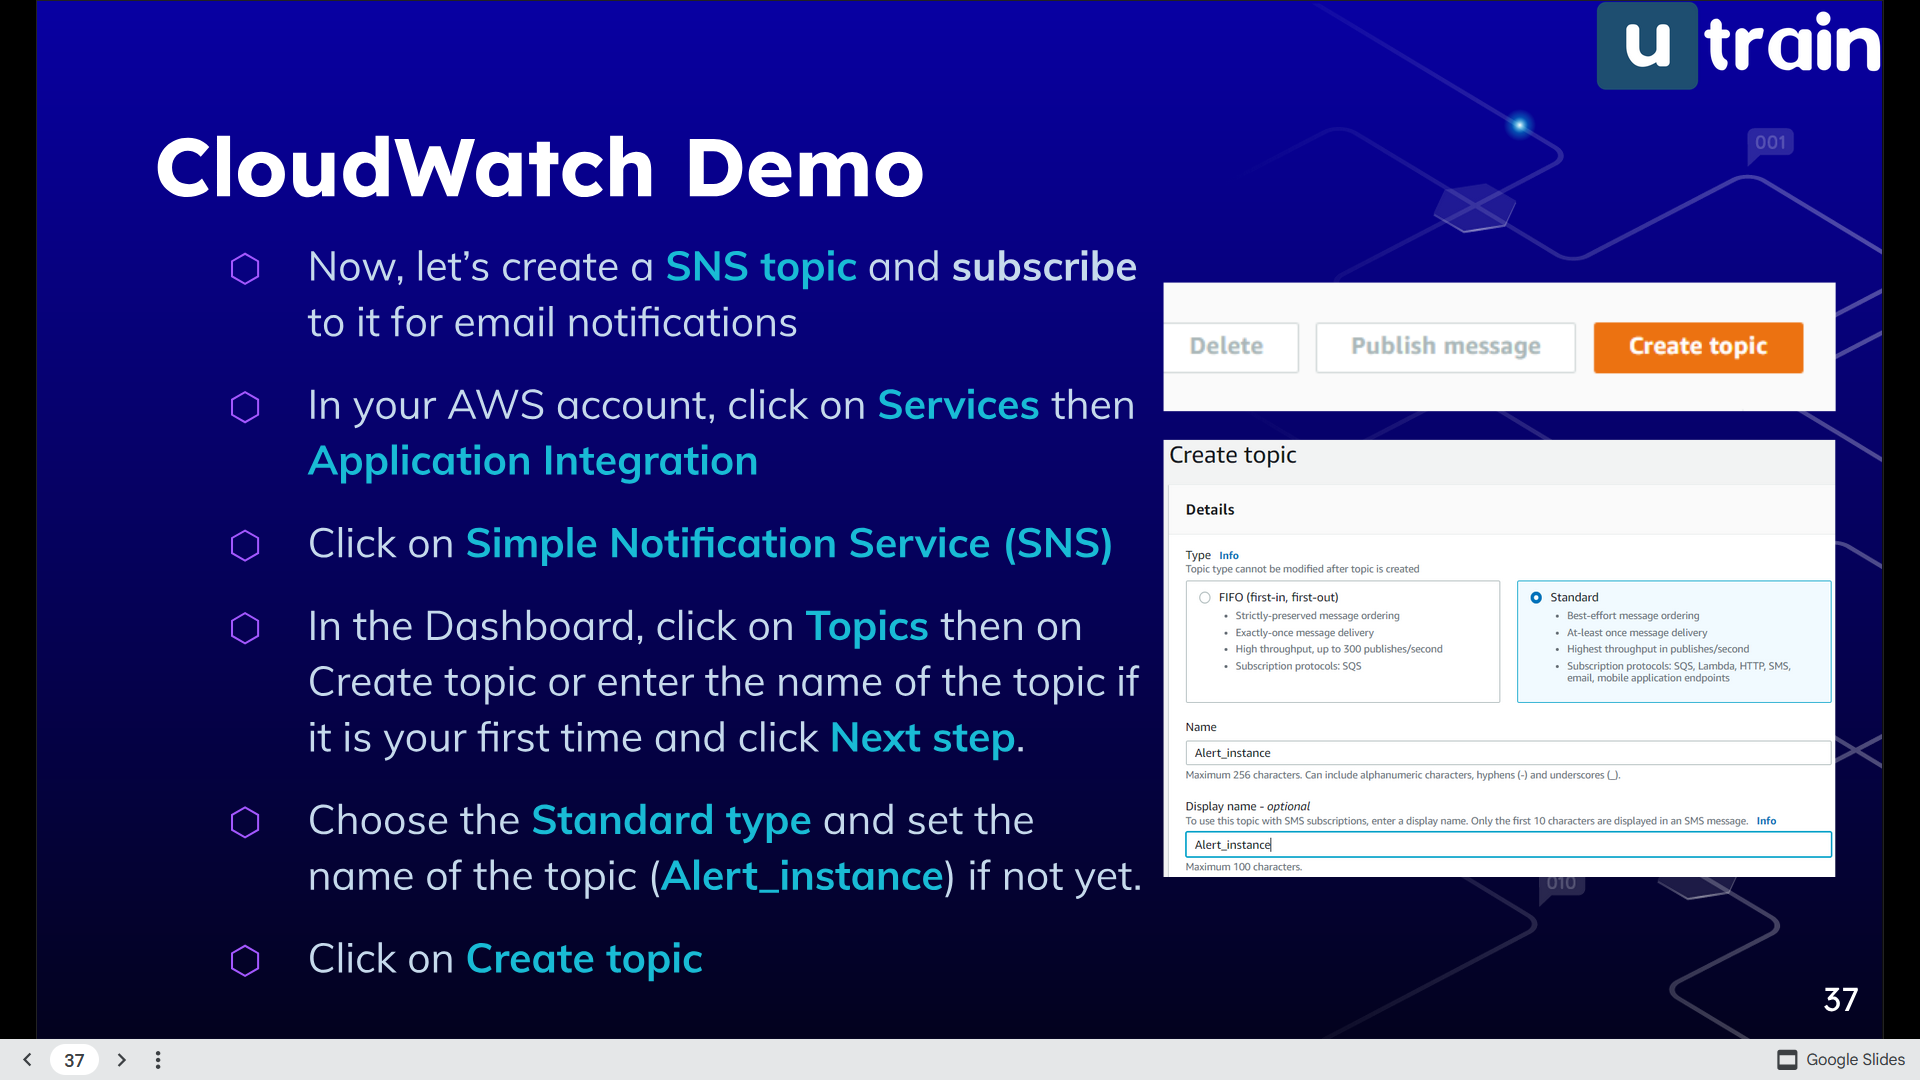 u train
001
CloudWatch Demo
Now, let's create a SNS topic and subscribe
to it for email notifications
In your AWS account, click on Services then
Application Integration
Click on Simple Notification Service (SNS)
In the Dashboard, click on Topics then on
Create topic or enter the name of the topic if
it is your first time and click Next step.
Choose the Standard type and set the
name of the topic (Alert_instance) if not yet.
Click on Create topic
Delete
Publish message
Create topic
Create topic
Details
Type Info
Topic type cannot be modified after topic is created
FIFO (first-in, first-out)
• Strictly-preserved message ordering
• Exactly-once message delivery
• High throughput, up to 300 publishes/second
• Subscription protocols: SQS
Standard
• Best-effort message ordering
• At-least once message delivery
• Highest throughput in publishes/second
• Subscription protocols: SQS, Lambda, HTTP, SMS,
email, mobile application endpoints
Name
Alert_instance
Maximum 256 characters. Can include alphanumeric characters, hyphens (-) and underscores (_).
Display name - optional
To use this topic with SMS subscriptions, enter a display name. Only the first 10 characters are displayed in an SMS message. Info
Alert_instance
Maximum 100 characters.
010
37
37
Google Slides